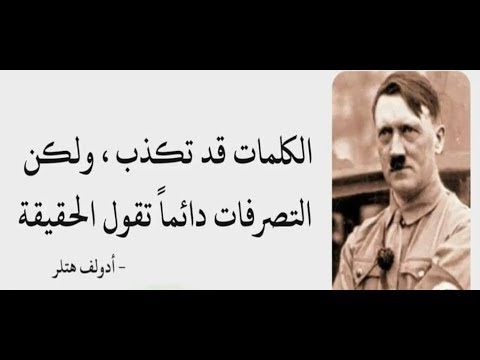 الكلمات قد تكذب ، ولكن
التصرفات دائماً تقول الحقيقة
- أدولف هتلر